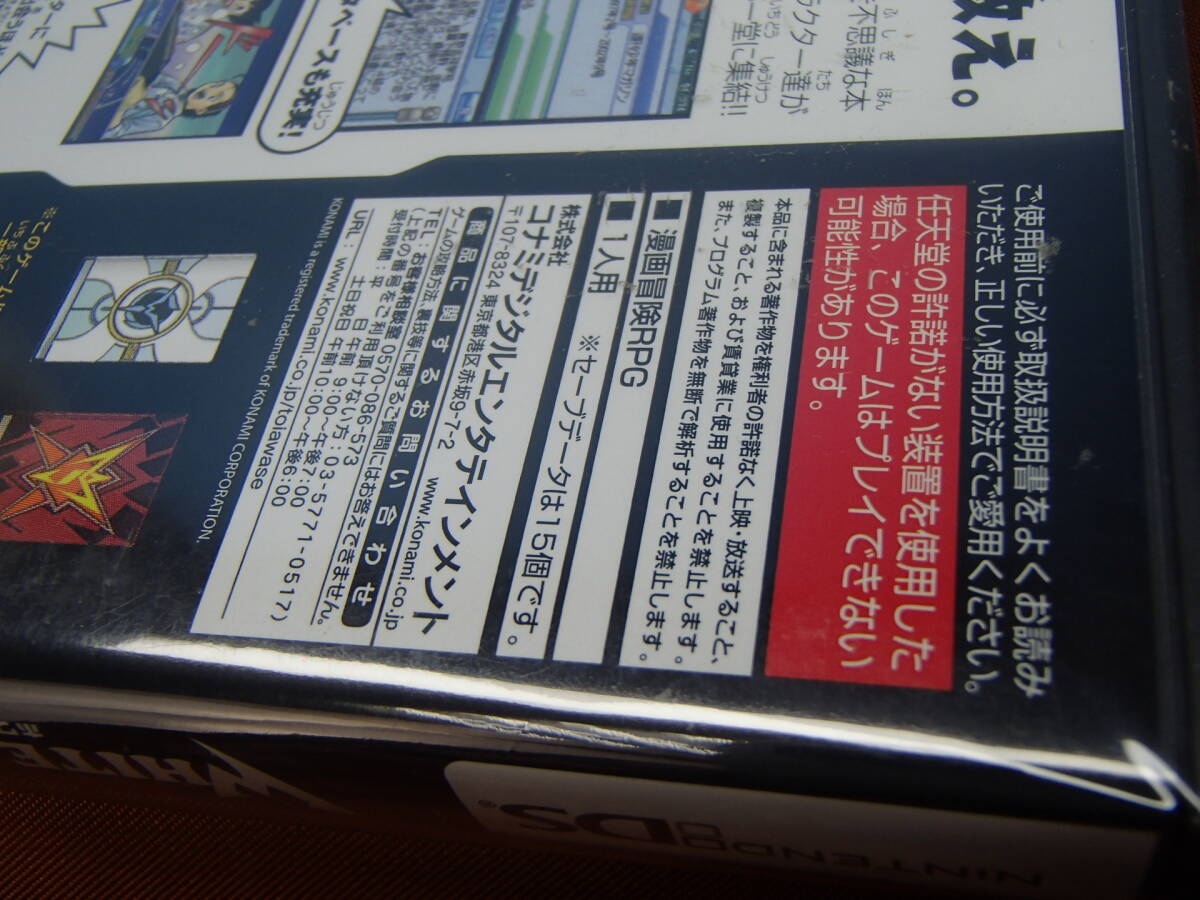 敵え。
不思議な本
ラクター達が
一堂に集結!!
ベースも充実!
ご使用前に必ず取扱説明書をよくお読み
いただき、正しい使用方法でご愛用ください。
任天堂の許諾がない装置を使用した
場合、このゲームはプレイできない
可能性があります。
本品に含まれる著作物を権利者の許諾なく上映・放送すること、
複製すること、および賃貸業に使用することを禁止します。
また、プログラム著作物を無断で解析することを禁止します。
■漫画冒険RPG
■1人用 ※セーブデータは15個です。
株式会社
コナミデジタルエンタテインメント
〒107-8324 東京都港区赤坂9-7-2 www.konami.co.jp
商品に関するお問い合わせ
ゲームの攻略方法、裏技等に関するご質問にはお答えできません。
TEL:お客様相談室 0570-086-573
(上記の番号をご利用頂けない方:03-5771-0517)
受付時間:平 日 午前 9:00~午後7:00
土日祝日 午前10:00~午後6:00
URL: www.konami.co.jp/tolawase
KONAMI is a registered trademark of KONAMI CORPORATION.
※このゲーム
WHITE
NINTENDO DS®